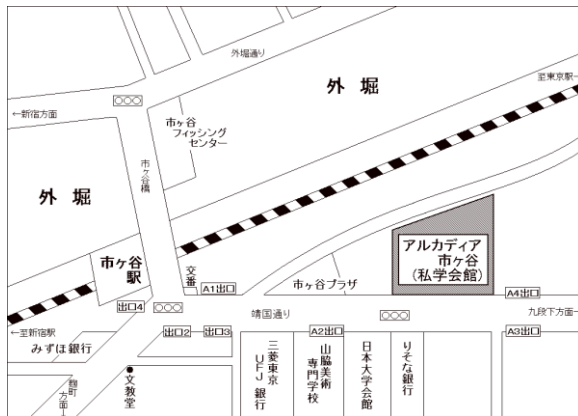 外堀通り
外 堀
至東京駅→
←新宿方面
市ヶ谷
フィッシング
センター
市ヶ谷橋
外 堀
アルカディア
市ヶ谷
(私学会館)
市ヶ谷
駅
交番
市ヶ谷プラザ
A1出口
A4出口
出口4
靖国通り
九段下方面→
←至新宿駅
出口2
出口3
A2出口
A3出口
みずほ銀行
麹町方面→
文教堂
三菱東京
UFJ銀行
山脇美術
専門学校
日本大学会館
りそな銀行